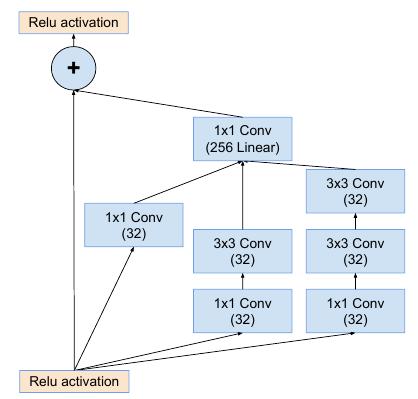 Relu activation
+
1x1 Conv
(256 Linear)
3x3 Conv
(32)
1x1 Conv
(32)
3x3 Conv
(32)
3x3 Conv
(32)
1x1 Conv
(32)
1x1 Conv
(32)
Relu activation